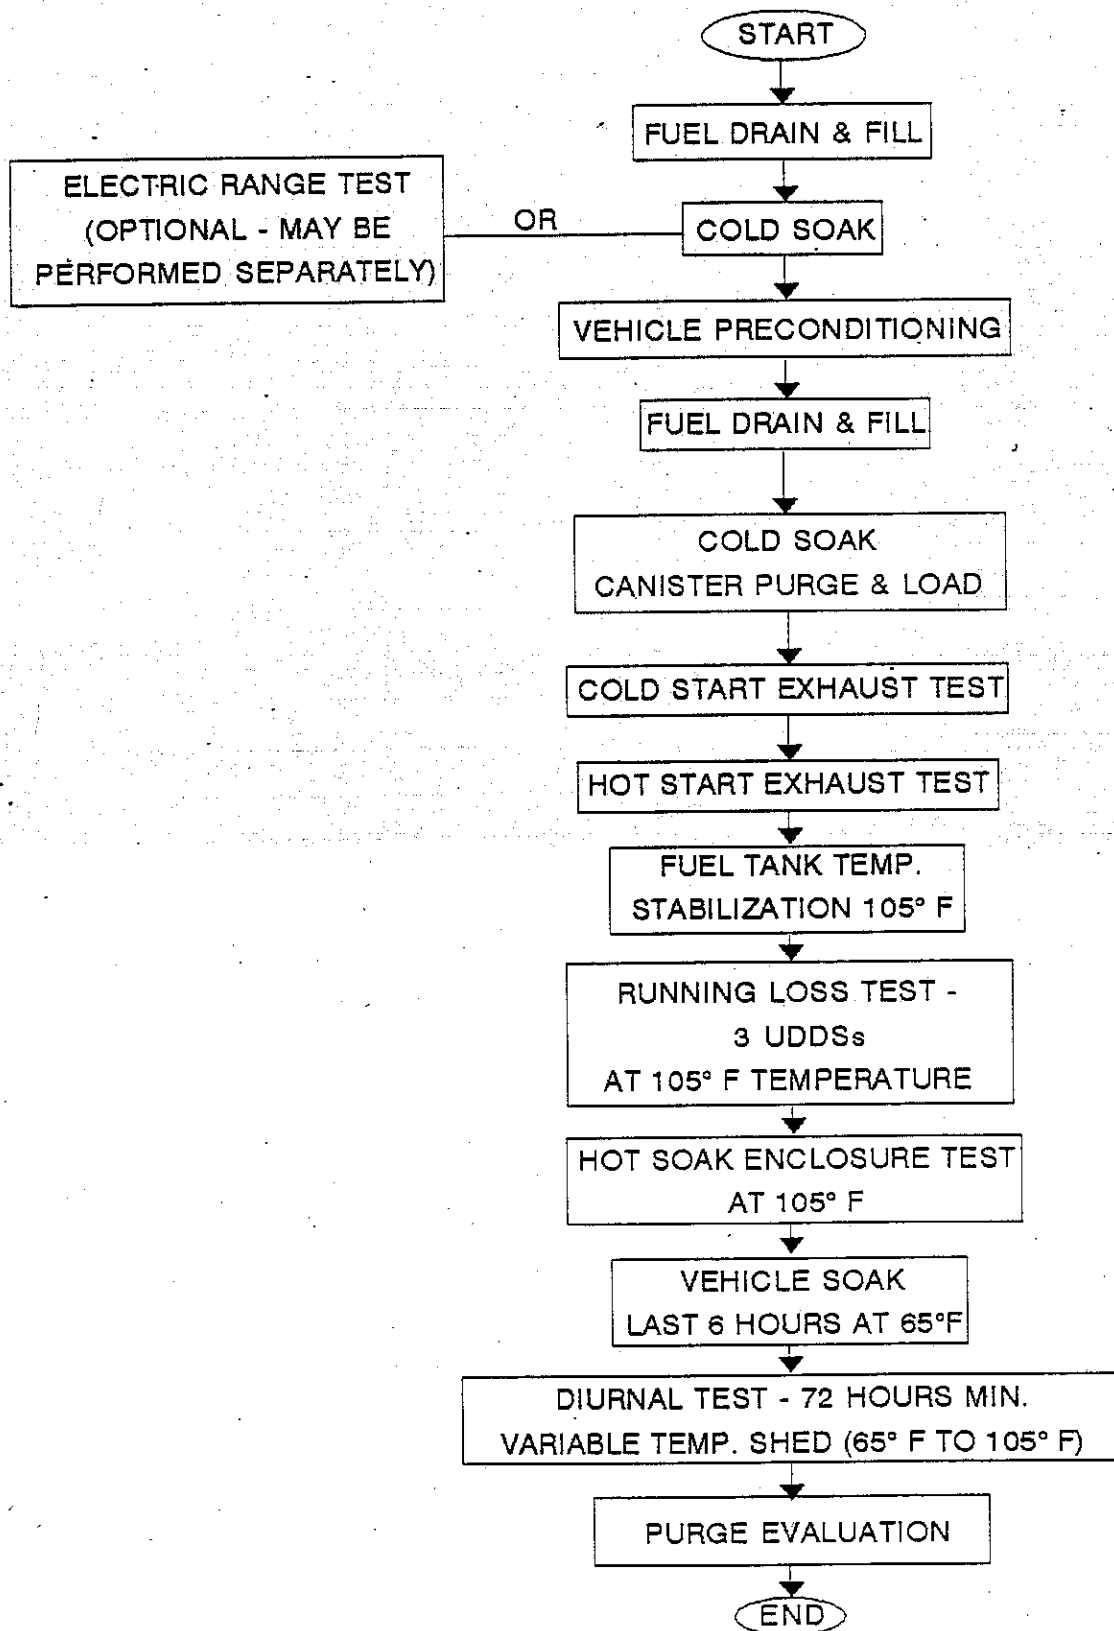 START
FUEL DRAIN & FILL
ELECTRIC RANGE TEST
(OPTIONAL - MAY BE
PERFORMED SEPARATELY)
OR
COLD SOAK
VEHICLE PRECONDITIONING
FUEL DRAIN & FILL
COLD SOAK
CANISTER PURGE & LOAD
COLD START EXHAUST TEST
HOT START EXHAUST TEST
FUEL TANK TEMP.
STABILIZATION 105° F
RUNNING LOSS TEST -
3 UDDSs
AT 105° F TEMPERATURE
HOT SOAK ENCLOSURE TEST
AT 105° F
VEHICLE SOAK
LAST 6 HOURS AT 65°F
DIURNAL TEST - 72 HOURS MIN.
VARIABLE TEMP. SHED (65° F TO 105° F)
PURGE EVALUATION
END